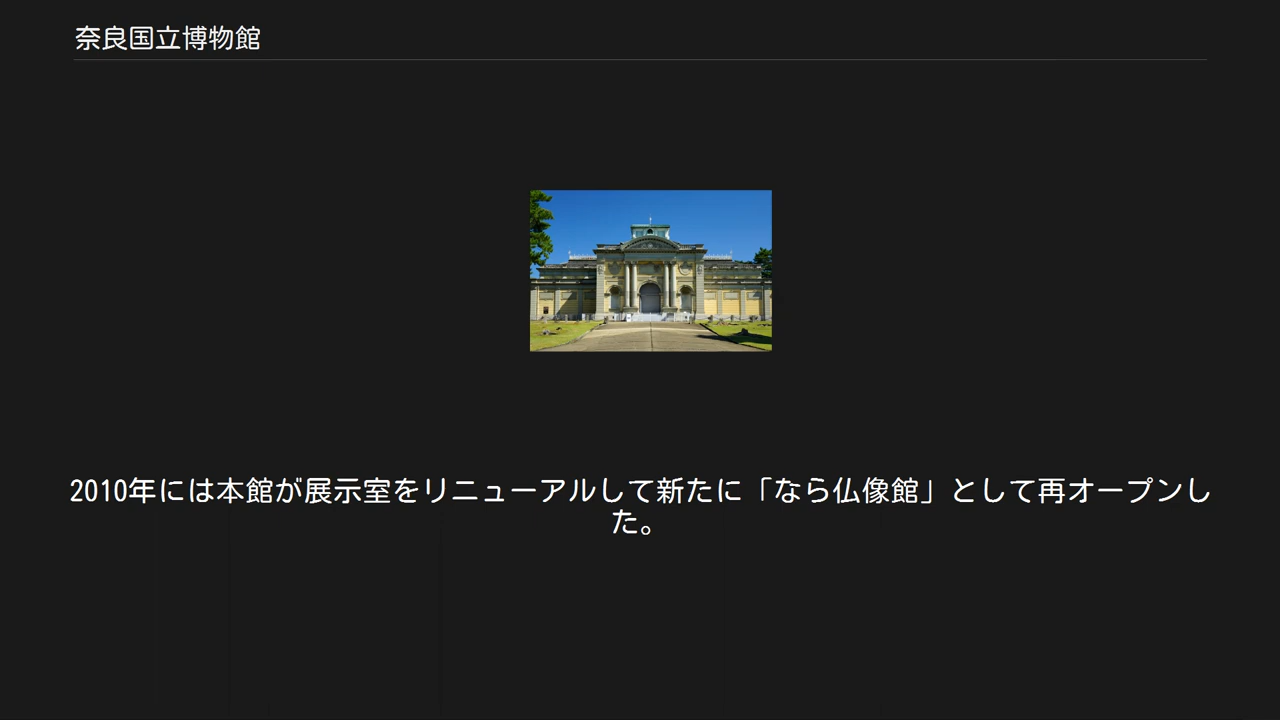 奈良国立博物館
2010年には本館が展示室をリニューアルして新たに「なら仏像館」として再オープンし
た。